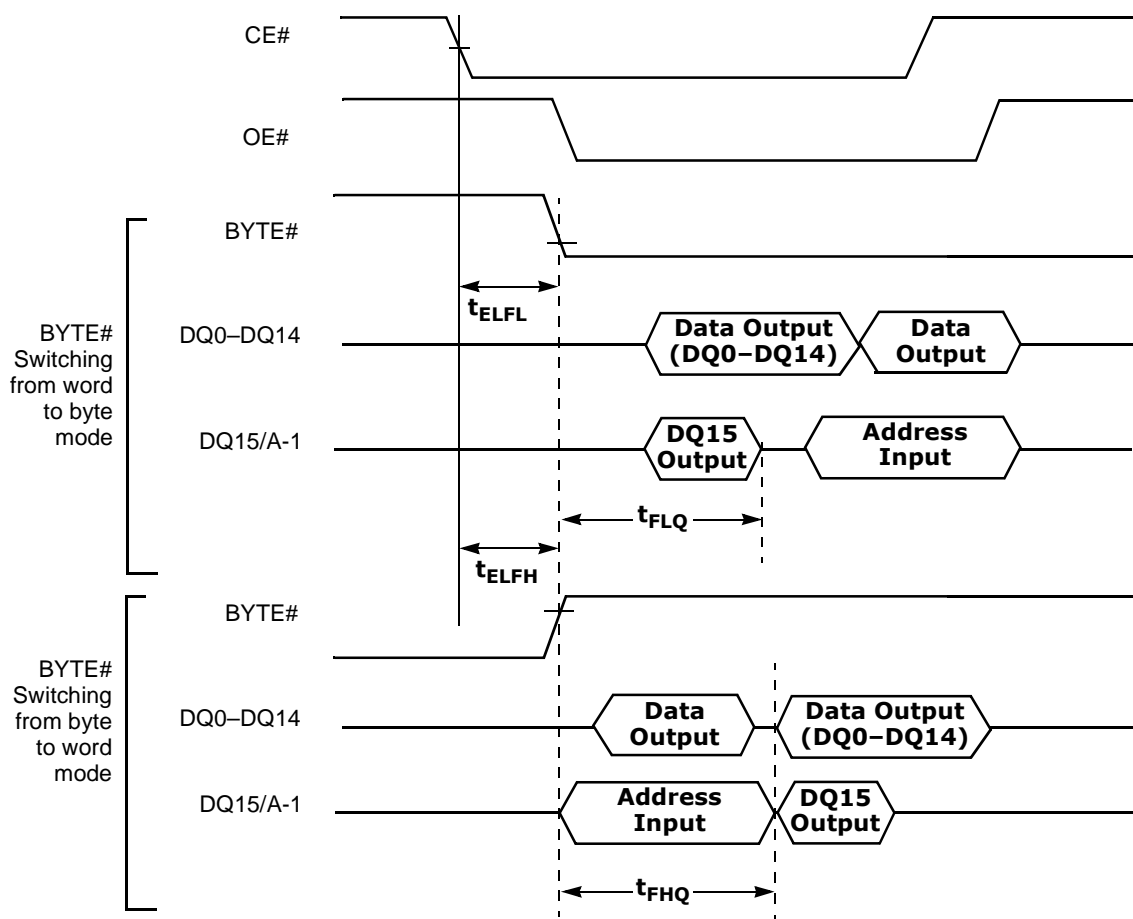 CE#
OE#
BYTE#
tELFL
BYTE#
Switching
from word
to byte
mode
DQ0–DQ14
Data Output
(DQ0–DQ14)
Data
Output
DQ15/A-1
DQ15
Output
Address
Input
tFLQ
tELFH
BYTE#
BYTE#
Switching
from byte
to word
mode
DQ0–DQ14
Data
Output
Data Output
(DQ0–DQ14)
DQ15/A-1
Address
Input
DQ15
Output
tFHQ